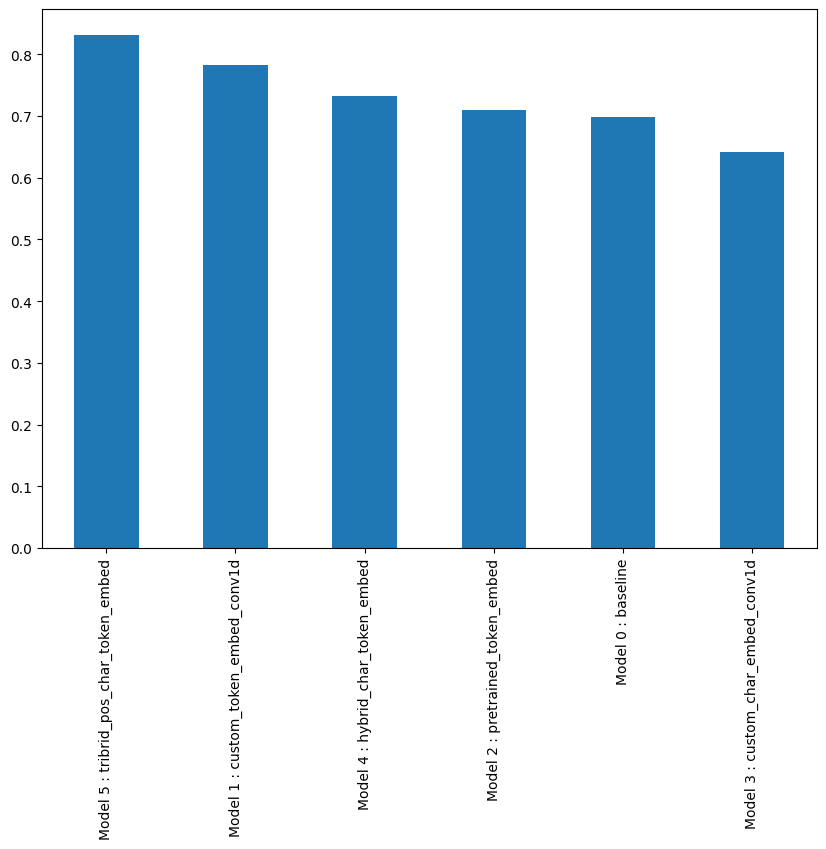 0.8
0.7
0.6
0.5
0.4
0.3
0.2
0.1
0.0
Model 5 : tribrid_pos_char_token_embed
Model 1 : custom_token_embed_conv1d
Model 4 : hybrid_char_token_embed
Model 2 : pretrained_token_embed
Model 0 : baseline
Model 3 : custom_char_embed_conv1d